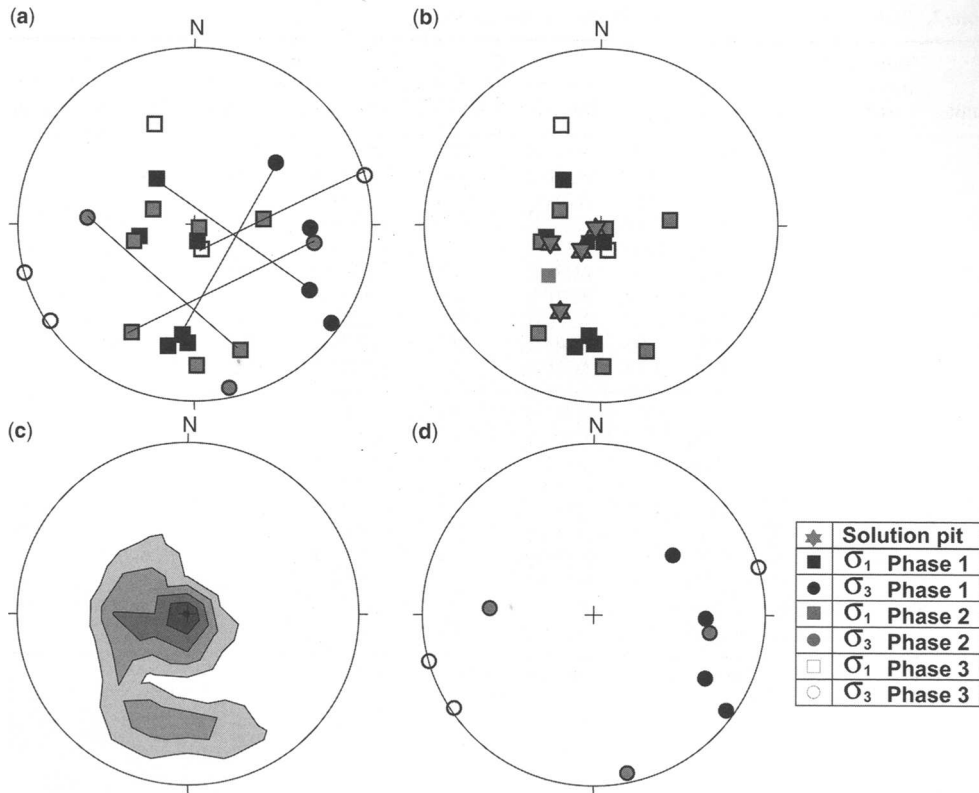 (a)
N
(b)
N
(c)
N
(d)
N
Solution pit
σ1 Phase 1
σ3 Phase 1
σ1 Phase 2
σ3 Phase 2
σ1 Phase 3
σ3 Phase 3